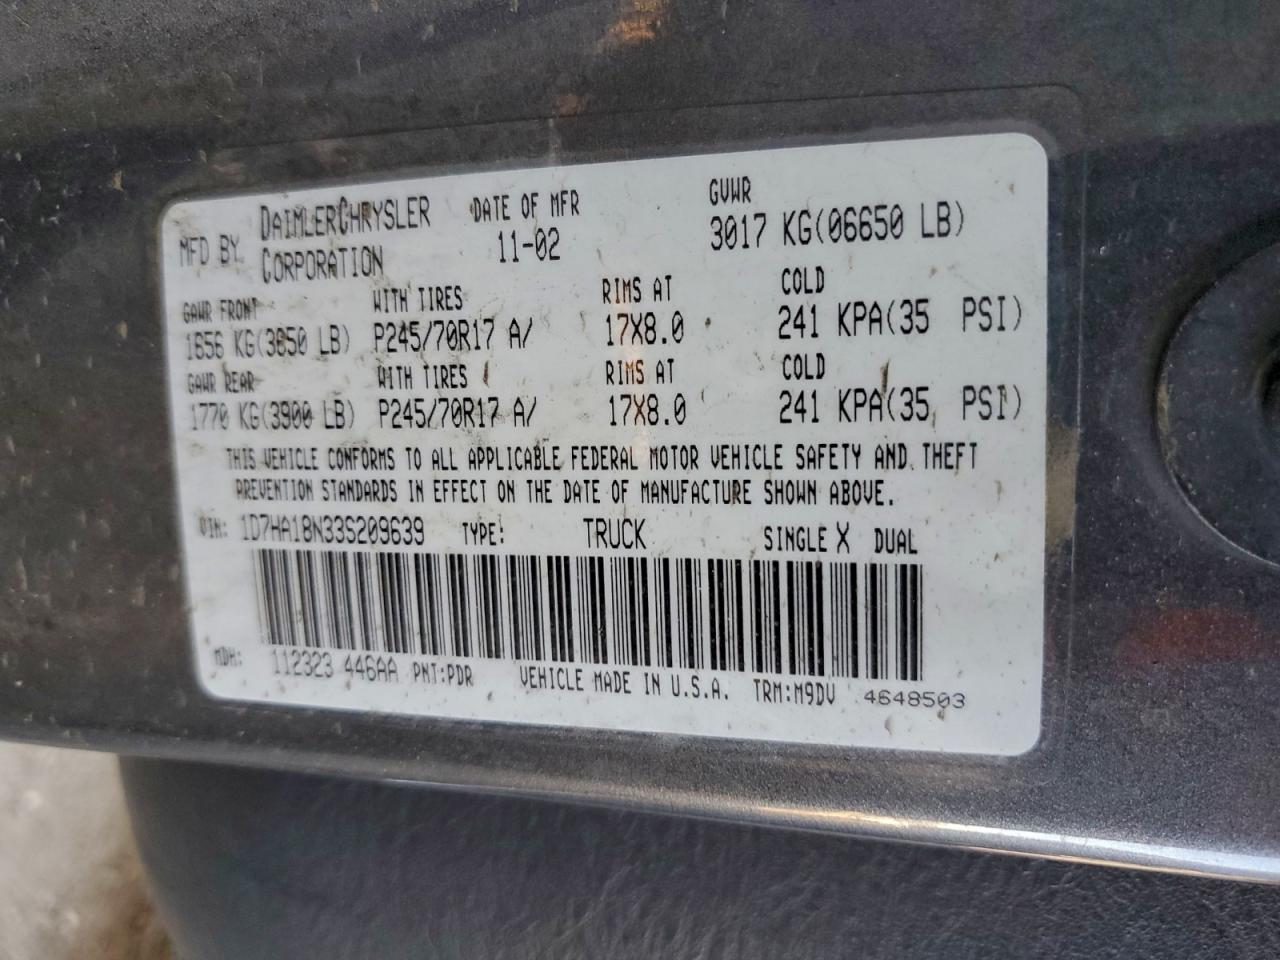 MFD BY DAIMLERCHRYSLER CORPORATION DATE OF MFR 11-02 GVWR 3017 KG(06650 LB)
GAWR FRONT WITH TIRES RIMS AT COLD
1656 KG(3650 LB) P245/70R17 A/ 17X8.0 241 KPA(35 PSI)
GAWR REAR WITH TIRES RIMS AT COLD
1770 KG(3900 LB) P245/70R17 A/ 17X8.0 241 KPA(35 PSI)
THIS VEHICLE CONFORMS TO ALL APPLICABLE FEDERAL MOTOR VEHICLE SAFETY AND THEFT
PREVENTION STANDARDS IN EFFECT ON THE DATE OF MANUFACTURE SHOWN ABOVE.
VIN: 1D7HA18N33S209639 TYPE: TRUCK SINGLE X DUAL
MDH: 112323 446AA PNT:PDR VEHICLE MADE IN U.S.A. TRM:M9DV 4648503